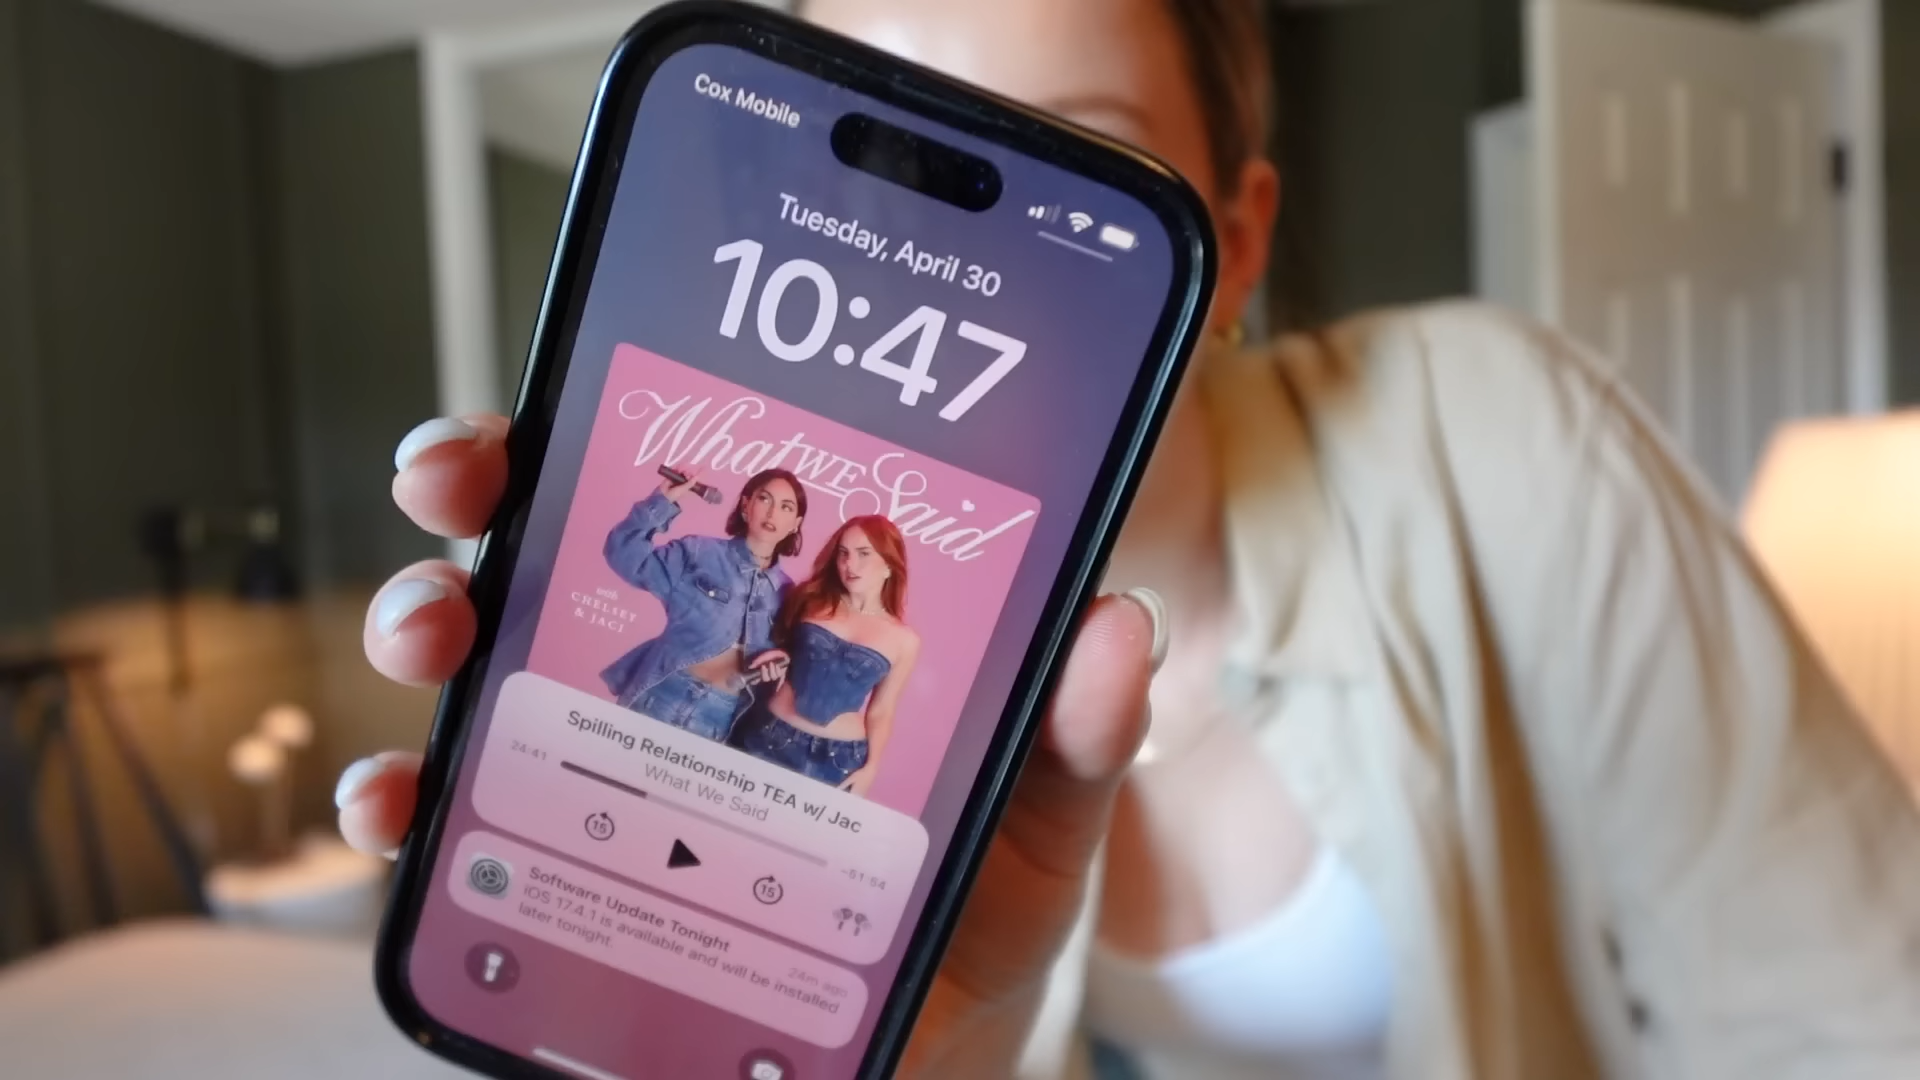 Cox Mobile
Tuesday, April 30
10:47
What WE Said
with
CHELSEY
& JACI
Spilling Relationship TEA w/ Jac
What We Said
24:41
-51:54
15
15
Software Update Tonight
24m ago
iOS 17.4.1 is available and will be installed
later tonight.